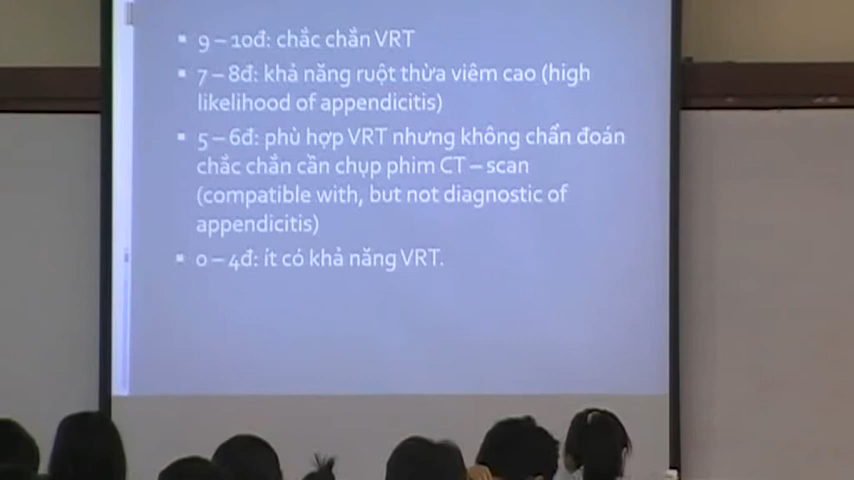 ▪ 9 – 10đ: chắc chắn VRT
▪ 7 – 8đ: khả năng ruột thừa viêm cao (high
likelihood of appendicitis)
▪ 5 – 6đ: phù hợp VRT nhưng không chẩn đoán
chắc chắn cần chụp phim CT – scan
(compatible with, but not diagnostic of
appendicitis)
▪ 0 – 4đ: ít có khả năng VRT.